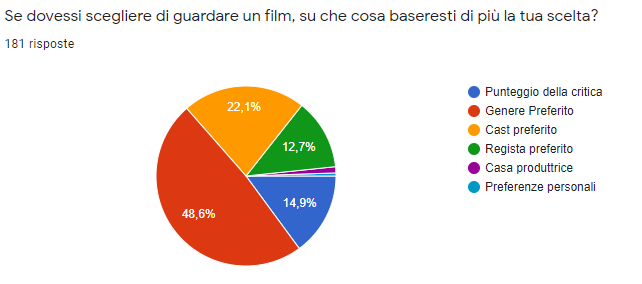 Se dovessi scegliere di guardare un film, su che cosa baseresti di più la tua scelta?
181 risposte
22,1%
12,7%
14,9%
48,6%
Punteggio della critica
Genere Preferito
Cast preferito
Regista preferito
Casa produttrice
Preferenze personali